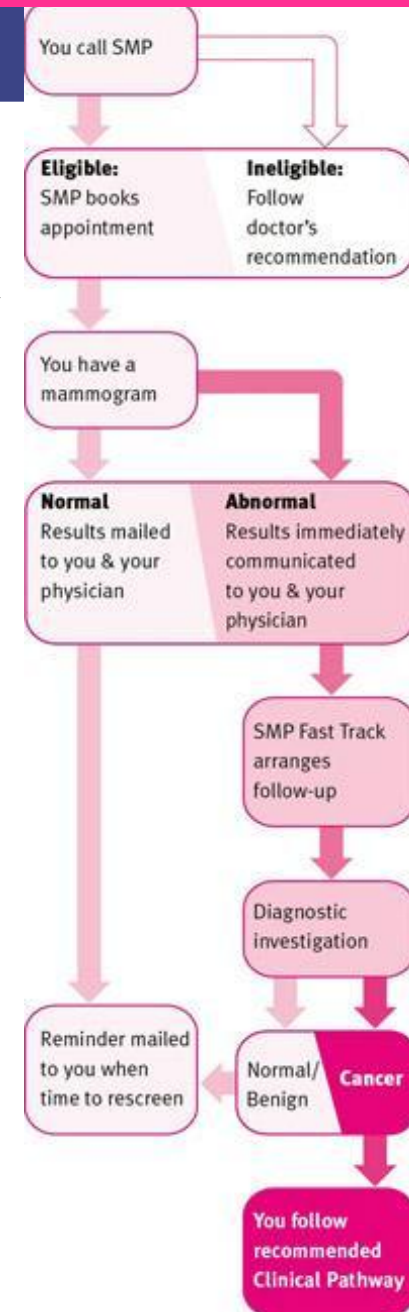 You call SMP
Eligible:
SMP books
appointment
Ineligible:
Follow
doctor's
recommendation
You have a
mammogram
Normal
Results mailed
to you & your
physician
Abnormal
Results immediately
communicated
to you & your
physician
SMP Fast Track
arranges
follow-up
Diagnostic
investigation
Reminder mailed
to you when
time to rescreen
Normal/
Benign
Cancer
You follow
recommended
Clinical Pathway